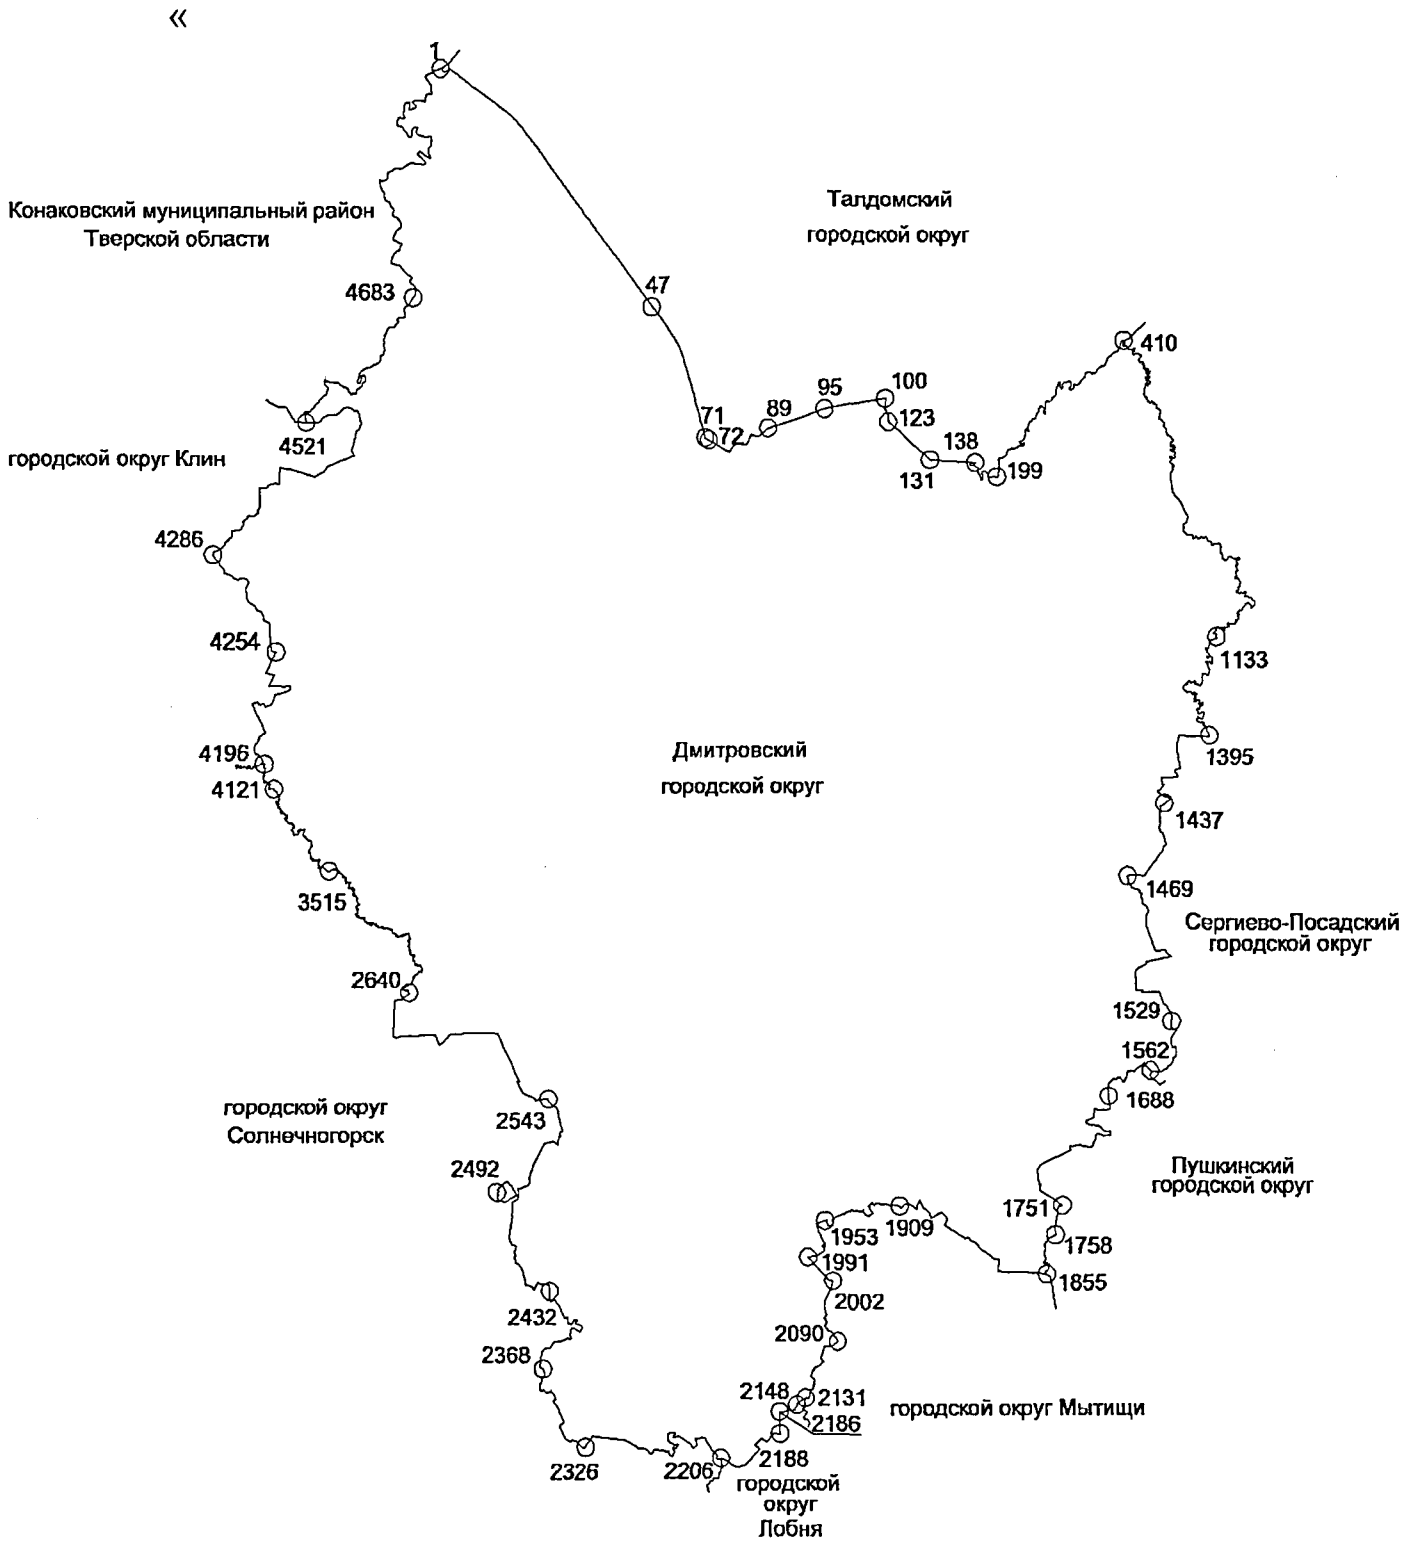 «
1
Талдомский
городской округ
Конаковский муниципальный район
Тверской области
4683
47
410
100
95
89
123
71
72
4521
138
131
199
городской округ Клин
4286
4254
1133
4196
4121
Дмитровский
городской округ
1395
1437
3515
1469
Сергиево-Посадский
городской округ
2640
1529
1562
1688
городской округ
Солнечногорск
2543
2492
Пушкинский
городской округ
1751
1909
1953
1758
1991
1855
2002
2432
2090
2368
2148
2131
2186
городской округ Мытищи
2188
2326
2206
городской
округ
Лобня